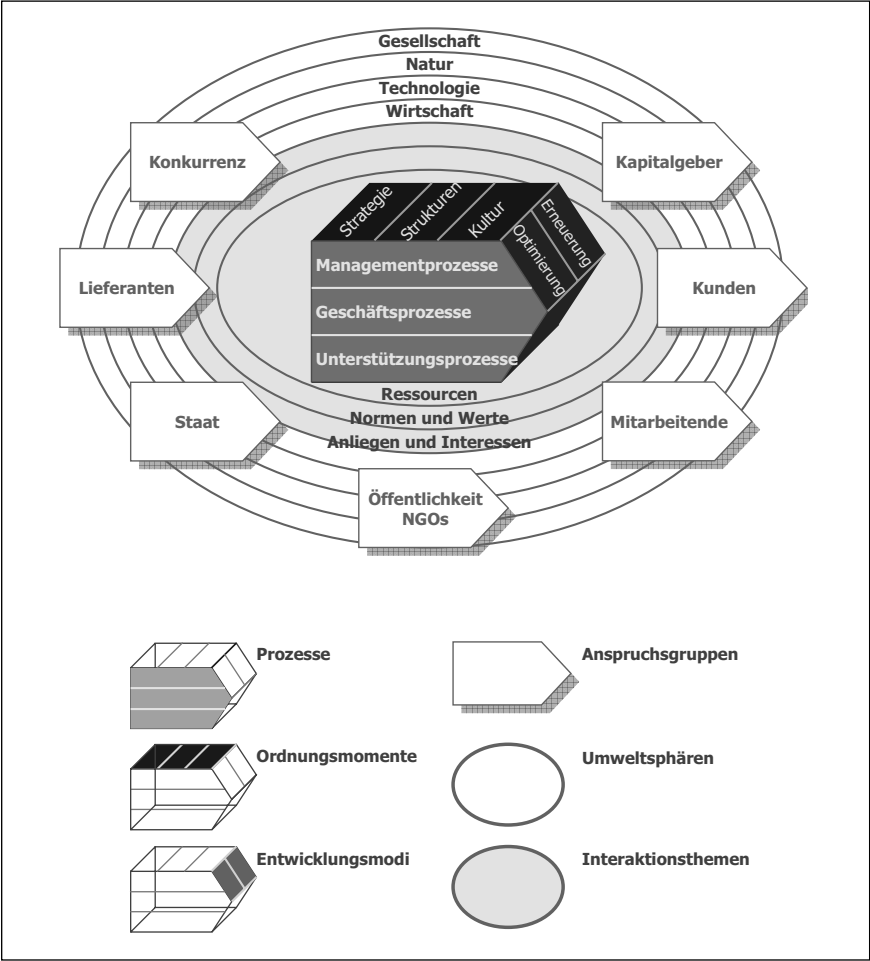 Gesellschaft
Natur
Technologie
Wirtschaft
Konkurrenz
Kapitalgeber
Strategie
Strukturen
Kultur
Erneuerung
Optimierung
Managementprozesse
Lieferanten
Kunden
Geschäftsprozesse
Unterstützungsprozesse
Ressourcen
Normen und Werte
Anliegen und Interessen
Staat
Mitarbeitende
Öffentlichkeit
NGOs
Prozesse
Anspruchsgruppen
Ordnungsmomente
Umweltsphären
Entwicklungsmodi
Interaktionsthemen